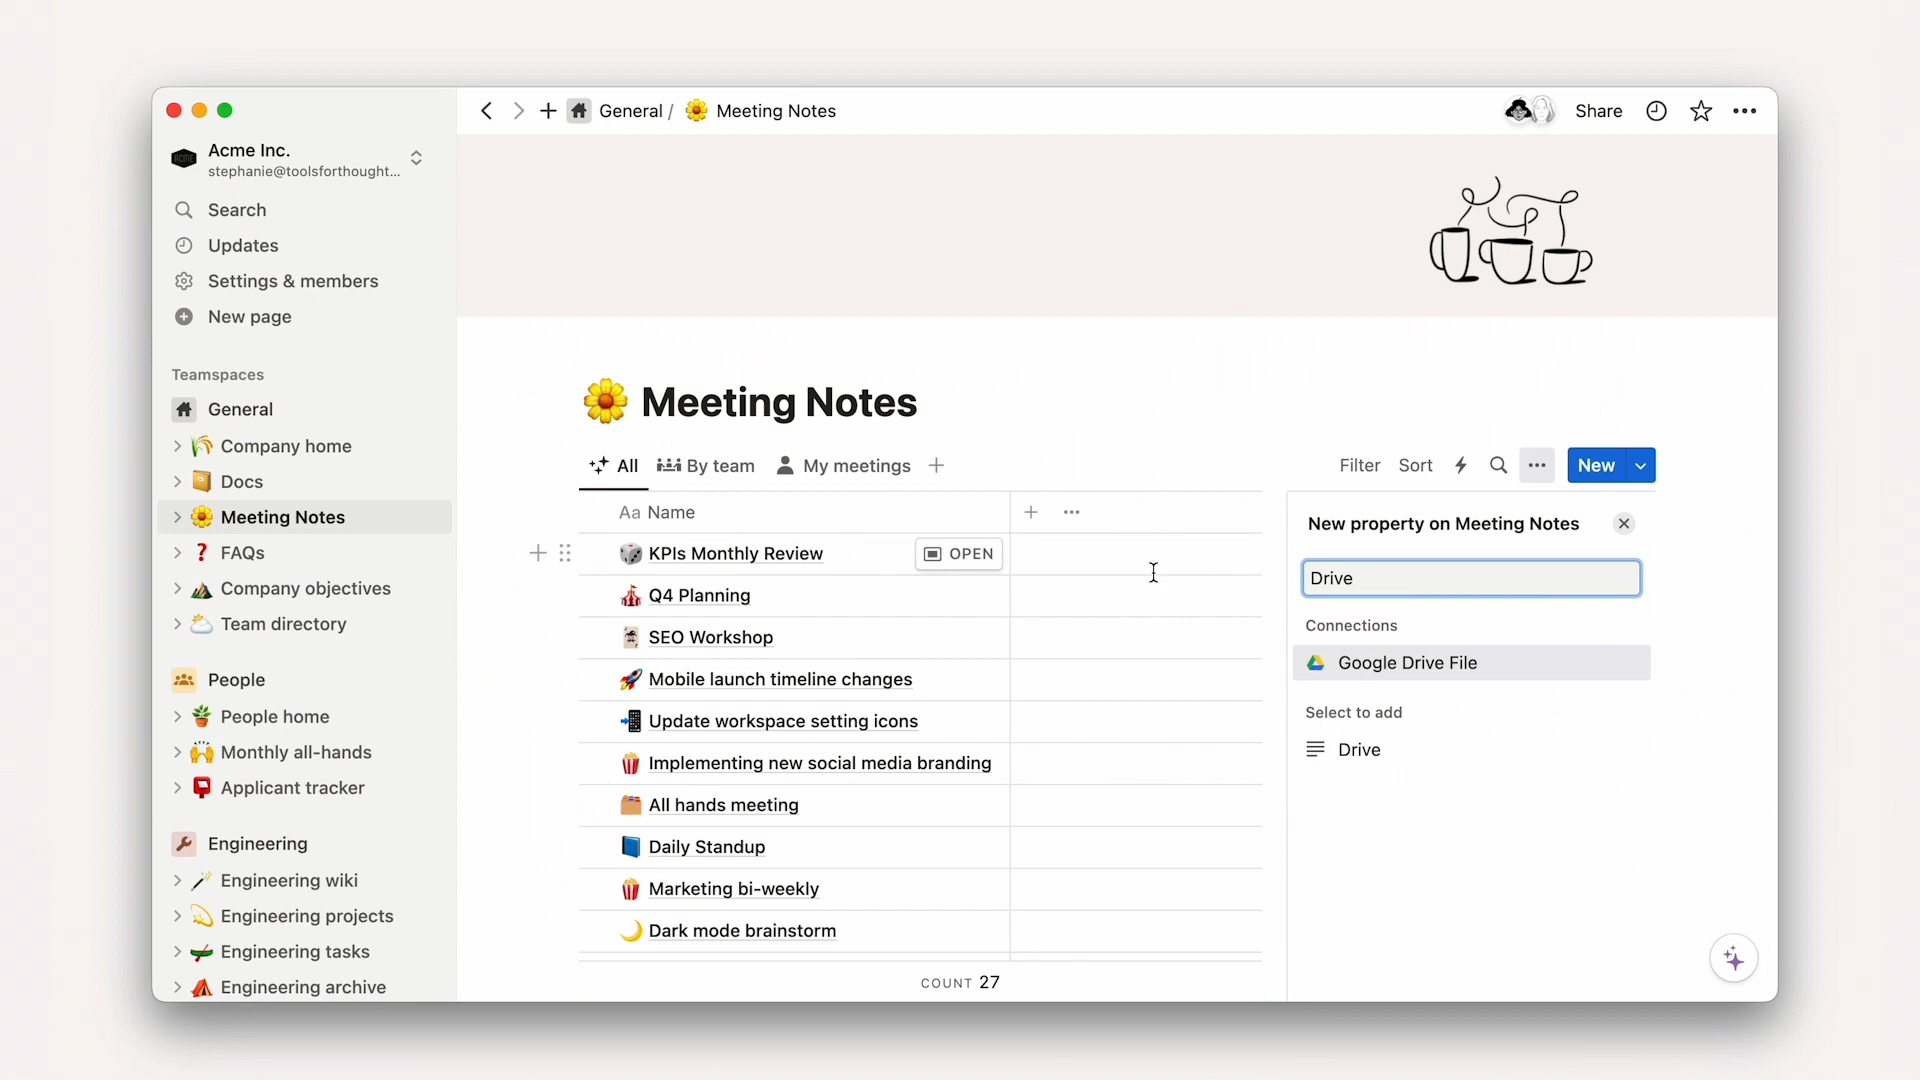 General / Meeting Notes
Share
Acme Inc.
stephanie@toolsforthought...
Search
Updates
Settings & members
New page
Teamspaces
General
Company home
Docs
Meeting Notes
FAQs
Company objectives
Team directory
People
People home
Monthly all-hands
Applicant tracker
Engineering
Engineering wiki
Engineering projects
Engineering tasks
Engineering archive
Meeting Notes
All By team My meetings
Filter Sort New
Aa Name
KPIs Monthly Review OPEN
Q4 Planning
SEO Workshop
Mobile launch timeline changes
Update workspace setting icons
Implementing new social media branding
All hands meeting
Daily Standup
Marketing bi-weekly
Dark mode brainstorm
COUNT 27
New property on Meeting Notes
Drive
Connections
Google Drive File
Select to add
Drive